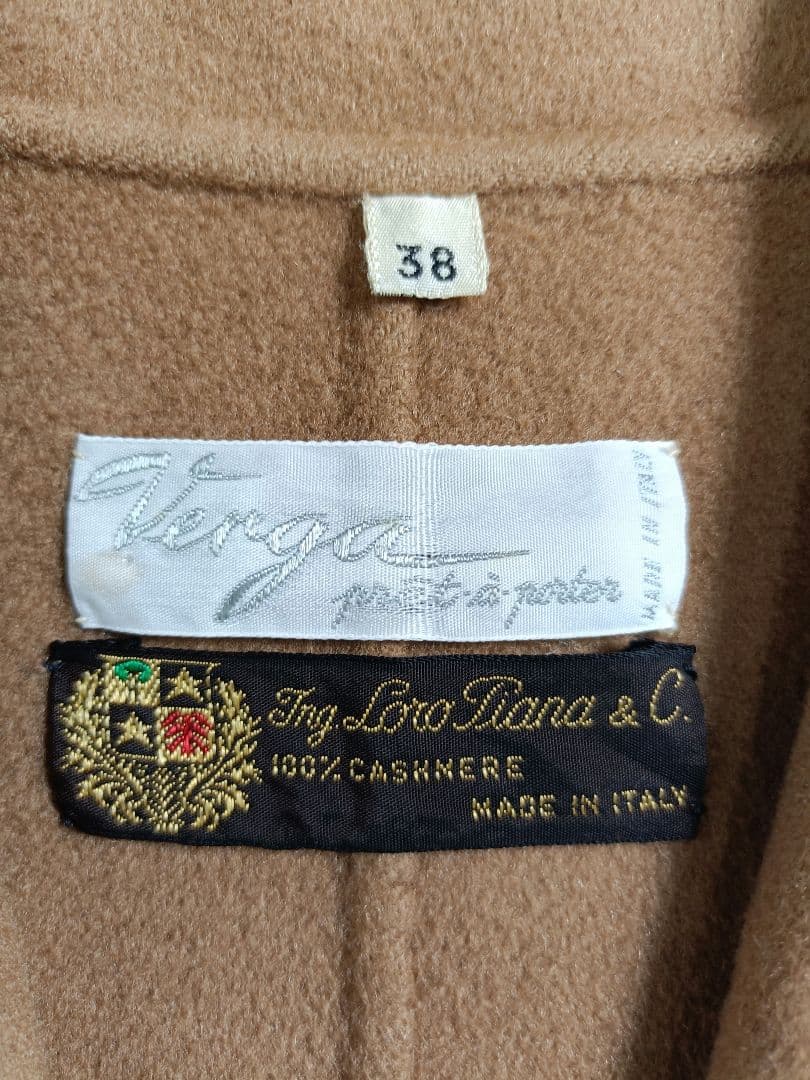 38
Verga
prêt-à-porter
MADE IN ITALY
Ing Loro Piana & C.
100% CASHMERE
MADE IN ITALY